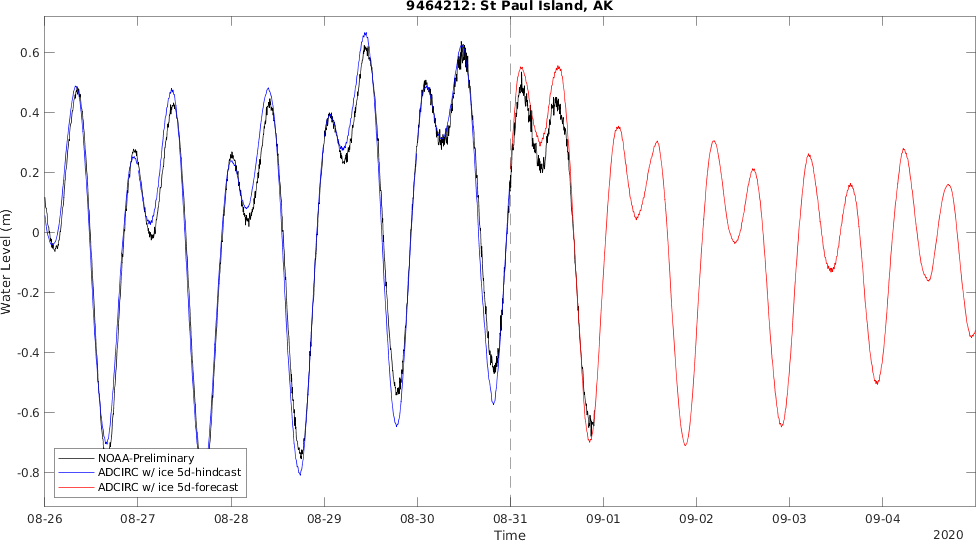 9464212: St Paul Island, AK
Water Level (m)
0.6
0.4
0.2
0
-0.2
-0.4
-0.6
-0.8
NOAA-Preliminary
ADCIRC w/ ice 5d-hindcast
ADCIRC w/ ice 5d-forecast
08-26 08-27 08-28 08-29 08-30 08-31 09-01 09-02 09-03 09-04
Time
2020